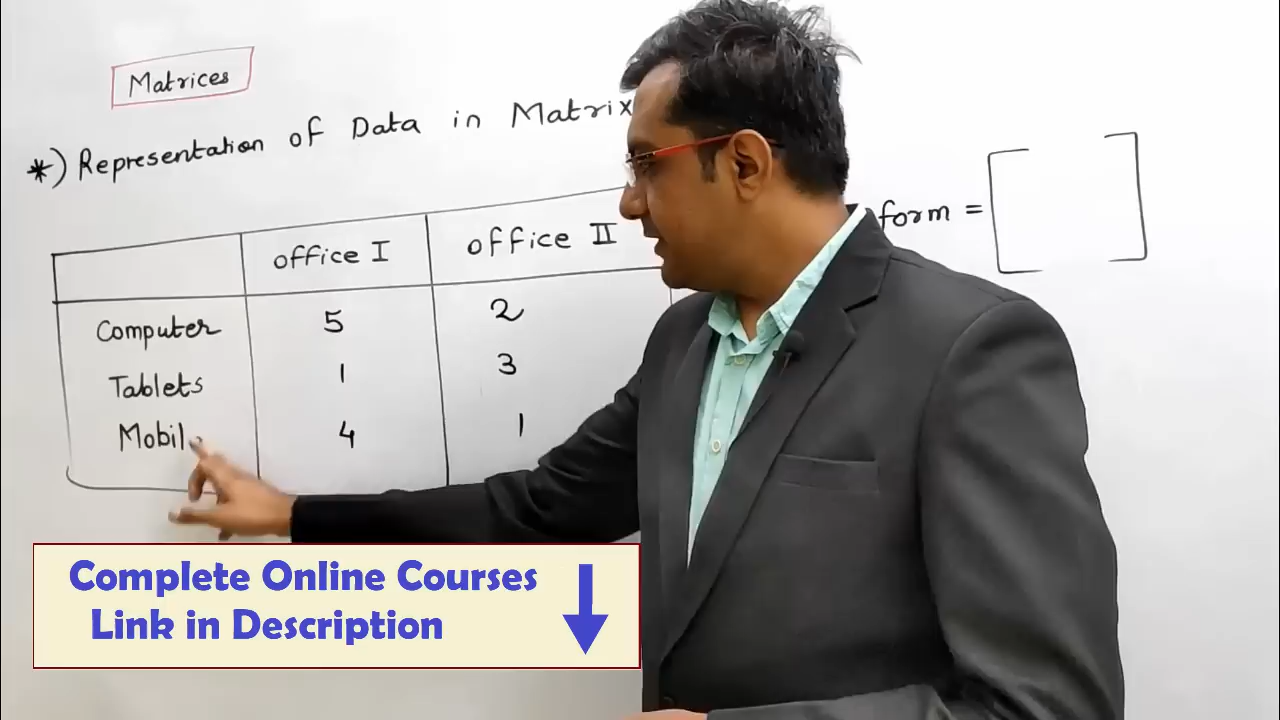 Matrices
*) Representation of Data in Matrix
form =
office I office II
Computer 5 2
Tablets 1 3
Mobil 4 1
Complete Online Courses
Link in Description